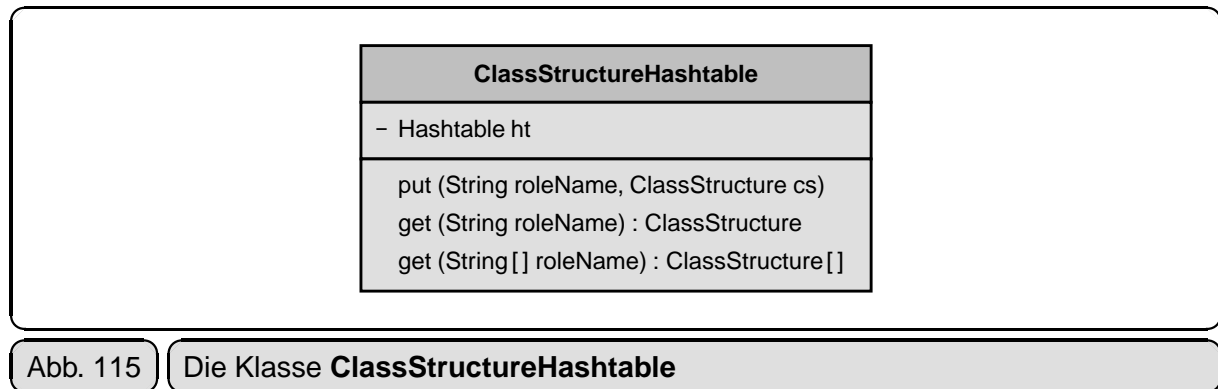 ClassStructureHashtable
– Hashtable ht
put (String roleName, ClassStructure cs)
get (String roleName) : ClassStructure
get (String[] roleName) : ClassStructure[]
Abb. 115 Die Klasse ClassStructureHashtable